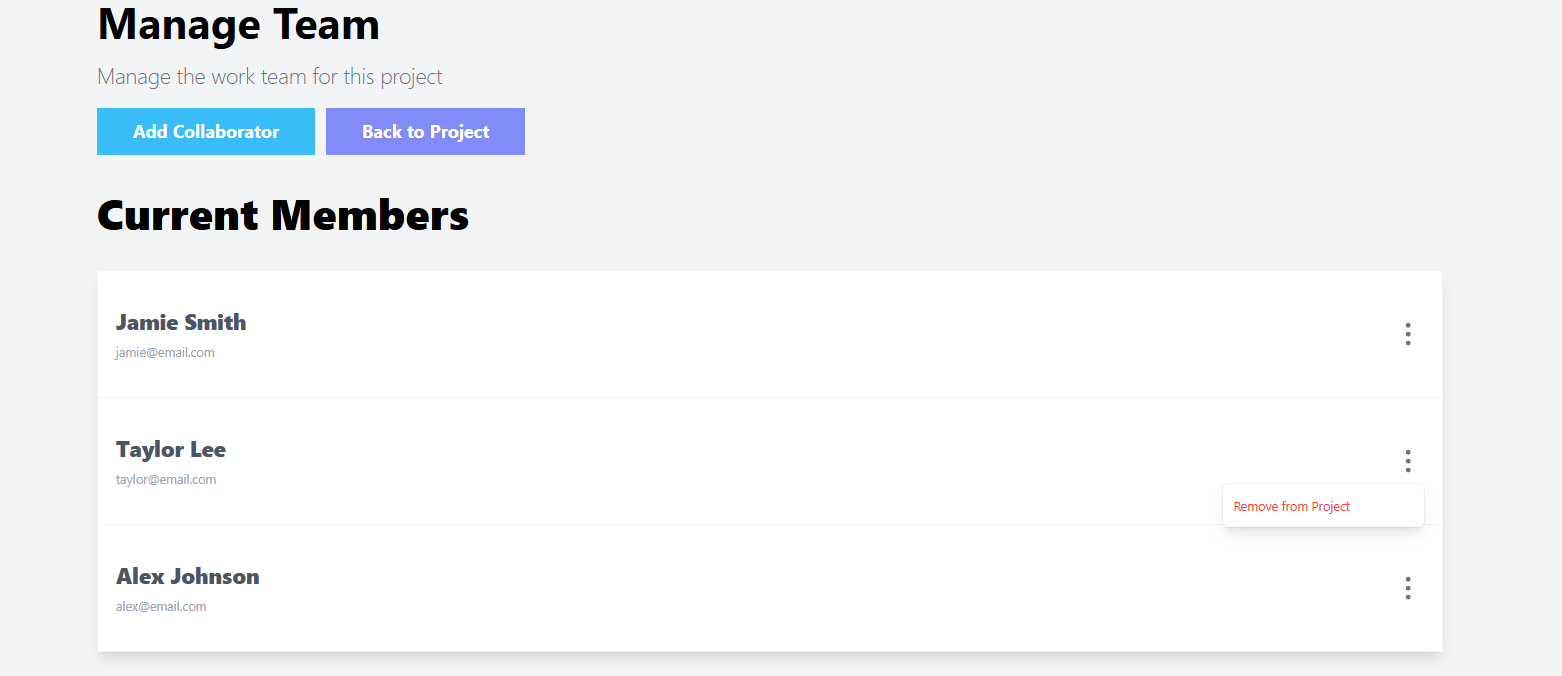 Manage Team
Manage the work team for this project
Add Collaborator
Back to Project
Current Members
Jamie Smith
jamie@email.com
Taylor Lee
taylor@email.com
Remove from Project
Alex Johnson
alex@email.com